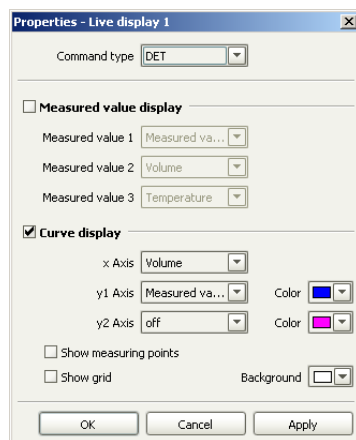 Properties - Live display 1
Command type DET
Measured value display
Measured value 1 Measured va...
Measured value 2 Volume
Measured value 3 Temperature
Curve display
x Axis Volume
y1 Axis Measured va... Color
y2 Axis off Color
Show measuring points
Show grid Background
OK Cancel Apply